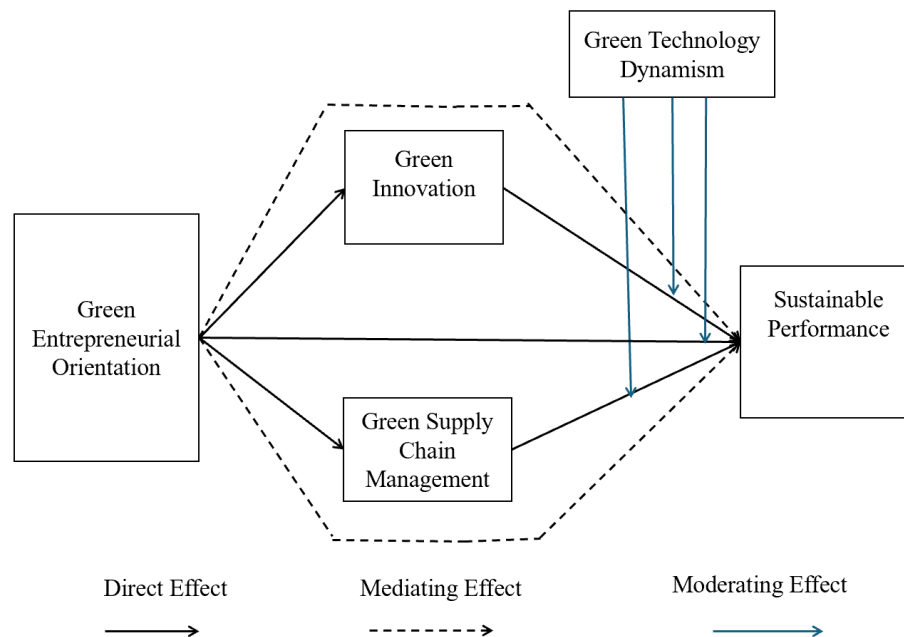 Green Technology
Dynamism
Green
Innovation
Green
Entrepreneurial
Orientation
Sustainable
Performance
Green Supply
Chain
Management
Direct Effect
Mediating Effect
Moderating Effect